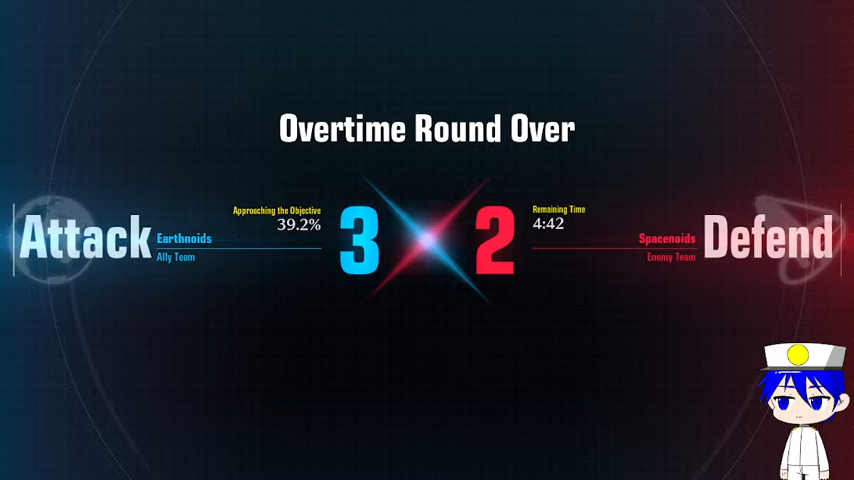 Overtime Round Over
Attack
Earthnoids
Ally Team
Approaching the Objective
39.2%
3
2
Remaining Time
4:42
Spacenoids
Enemy Team
Defend